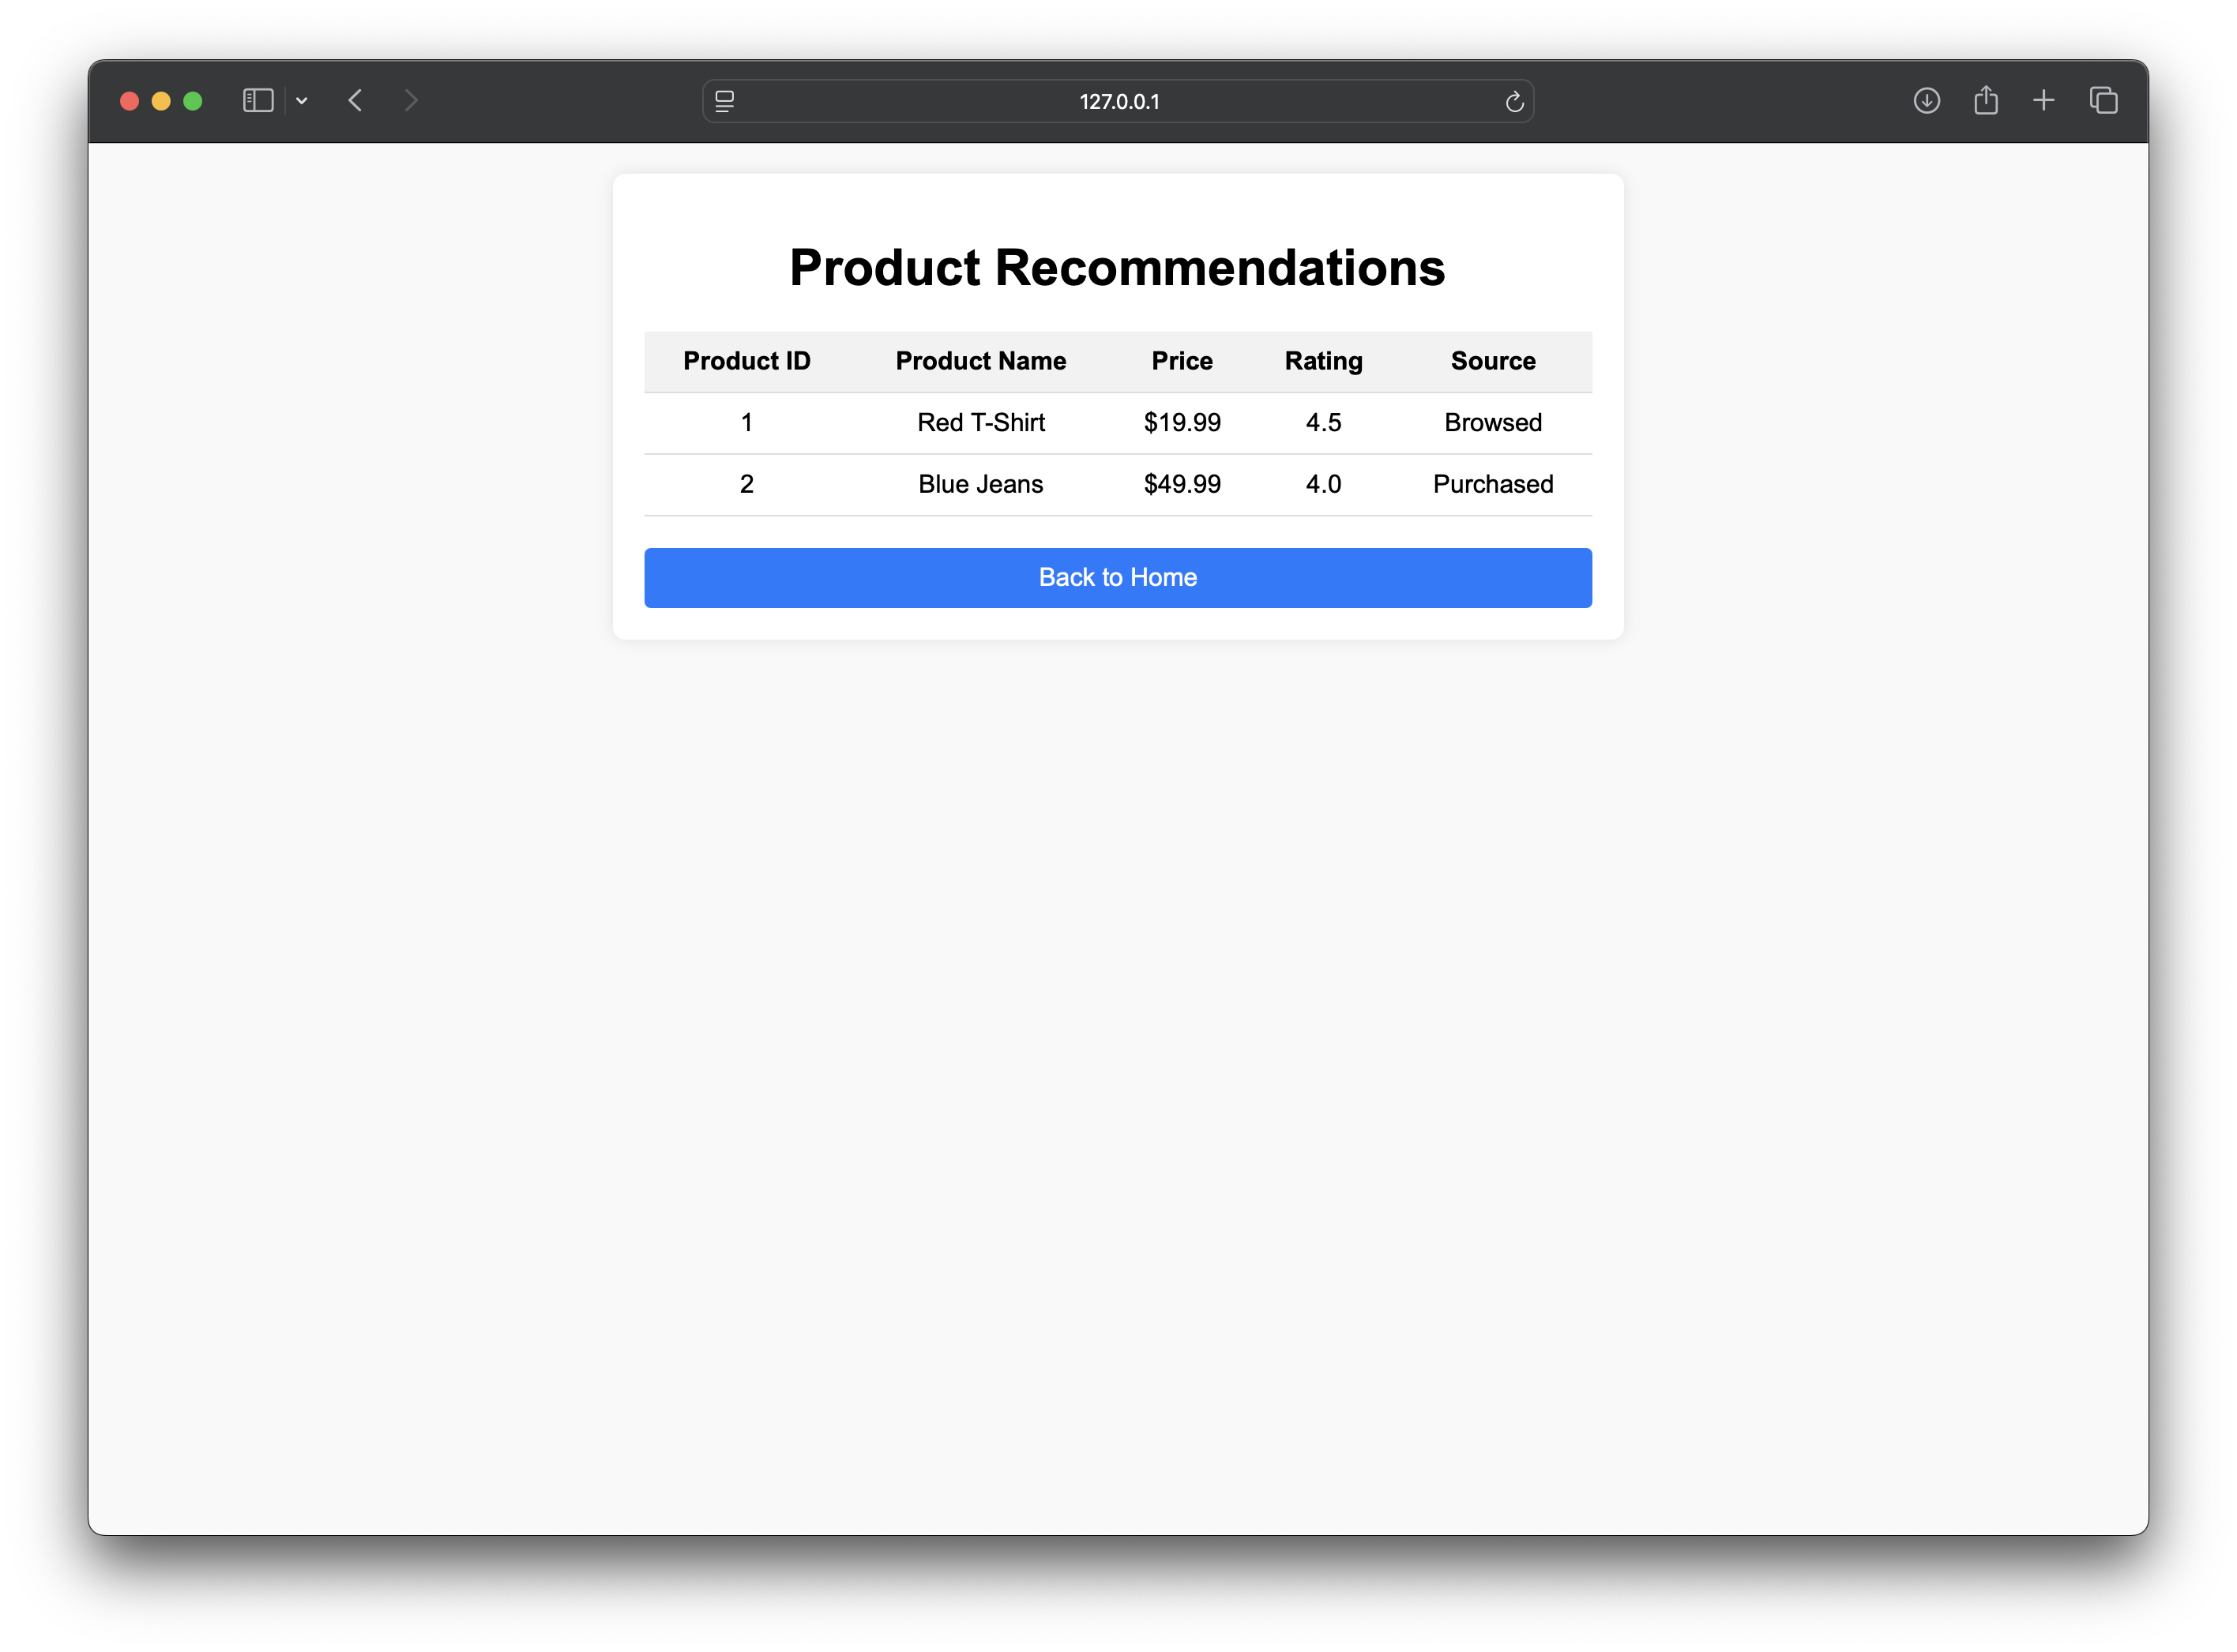 127.0.0.1
Product Recommendations
Product ID Product Name Price Rating Source
1 Red T-Shirt $19.99 4.5 Browsed
2 Blue Jeans $49.99 4.0 Purchased
Back to Home